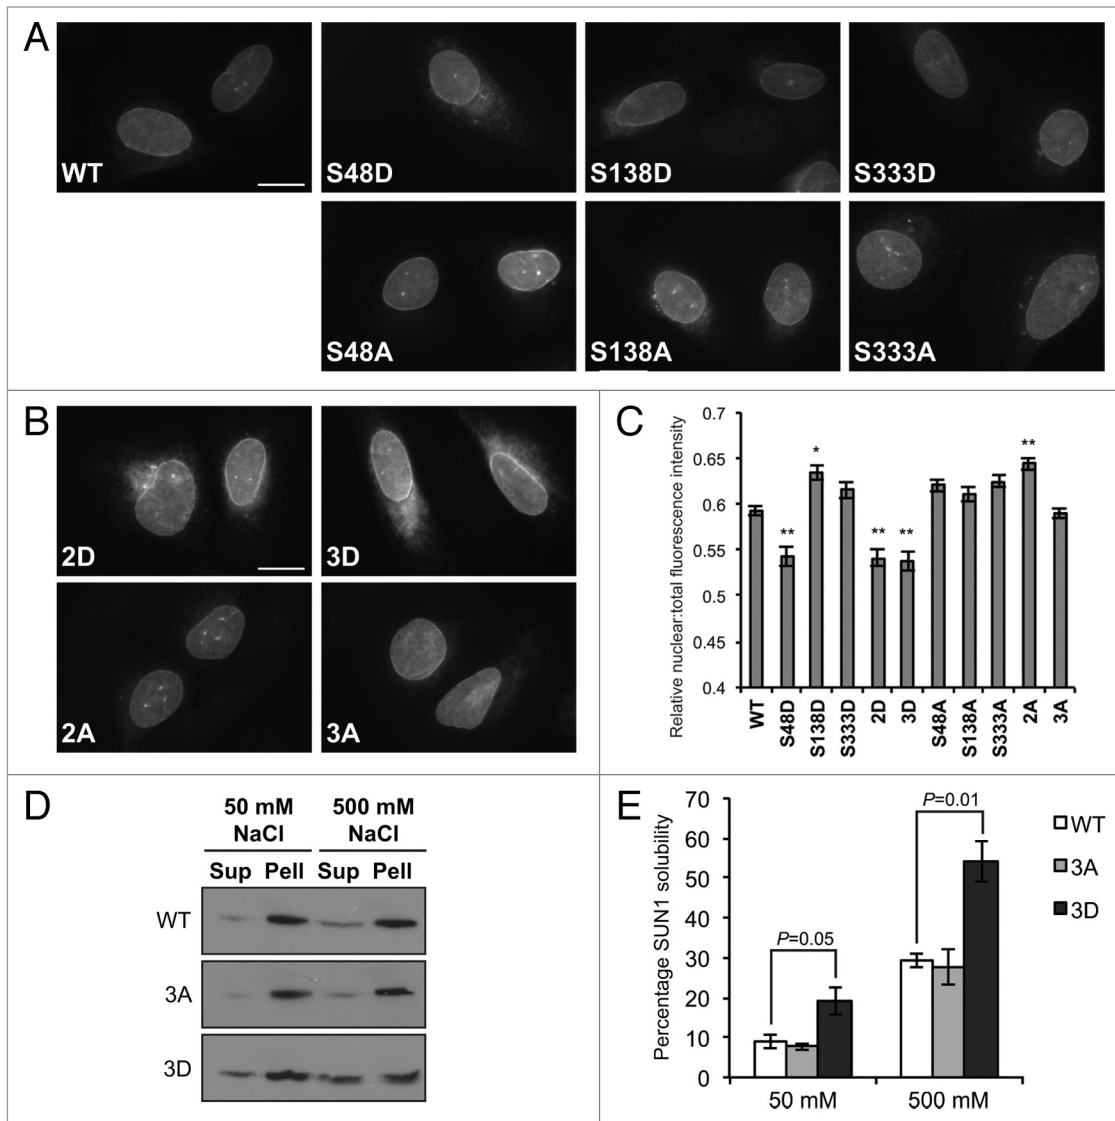 A
WT
S48D
S138D
S333D
S48A
S138A
S333A
B
2D
3D
2A
3A
C
Relative nuclear:total fluorescence intensity
0.7
0.65
0.6
0.55
0.5
0.45
0.4
**
*
**
**
**
WT
S48D
S138D
S333D
2D
3D
S48A
S138A
S333A
2A
3A
D
50 mM
NaCl
500 mM
NaCl
Sup Pell Sup Pell
WT
3A
3D
E
Percentage SUN1 solubility
70
60
50
40
30
20
10
0
P=0.05
P=0.01
50 mM
500 mM
WT
3A
3D